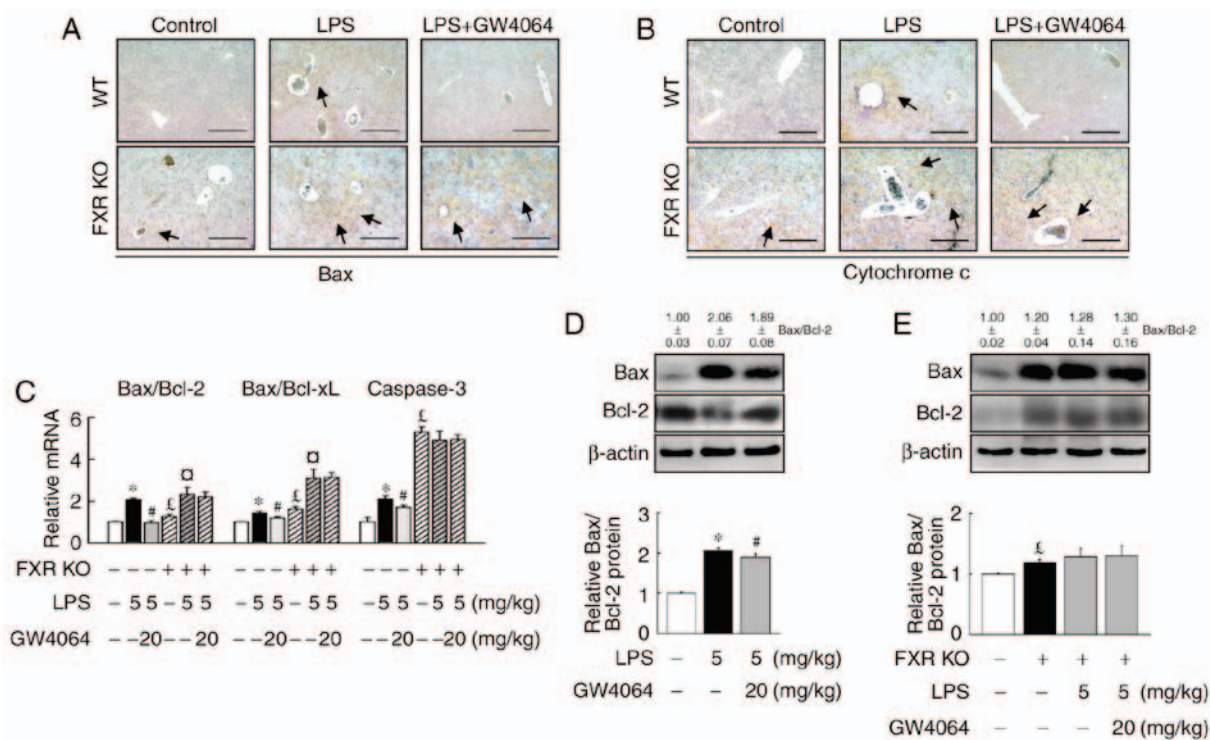 A
Control LPS LPS+GW4064
WT
FXR KO
Bax
B
Control LPS LPS+GW4064
WT
FXR KO
Cytochrome c
C
Bax/Bcl-2 Bax/Bcl-xL Caspase-3
Relative mRNA
6
4
2
0
* # £ ¤ * # £ ¤ * # £
FXR KO – – – + + + – – – + + + – – – + + +
LPS – 5 5 – 5 5 – 5 5 – 5 5 – 5 5 – 5 5 (mg/kg)
GW4064 – – 20 – – 20 – – 20 – – 20 – – 20 – – 20 (mg/kg)
D
1.00 2.06 1.89
± ± ± Bax/Bcl-2
0.03 0.07 0.08
Bax
Bcl-2
β-actin
Relative Bax/
Bcl-2 protein
3
2
1
0
* #
LPS – 5 5 (mg/kg)
GW4064 – – 20 (mg/kg)
E
1.00 1.20 1.28 1.30
± ± ± ± Bax/Bcl-2
0.02 0.04 0.14 0.16
Bax
Bcl-2
β-actin
Relative Bax/
Bcl-2 protein
2
1
0
£
FXR KO – + + +
LPS – – 5 5 (mg/kg)
GW4064 – – – 20 (mg/kg)